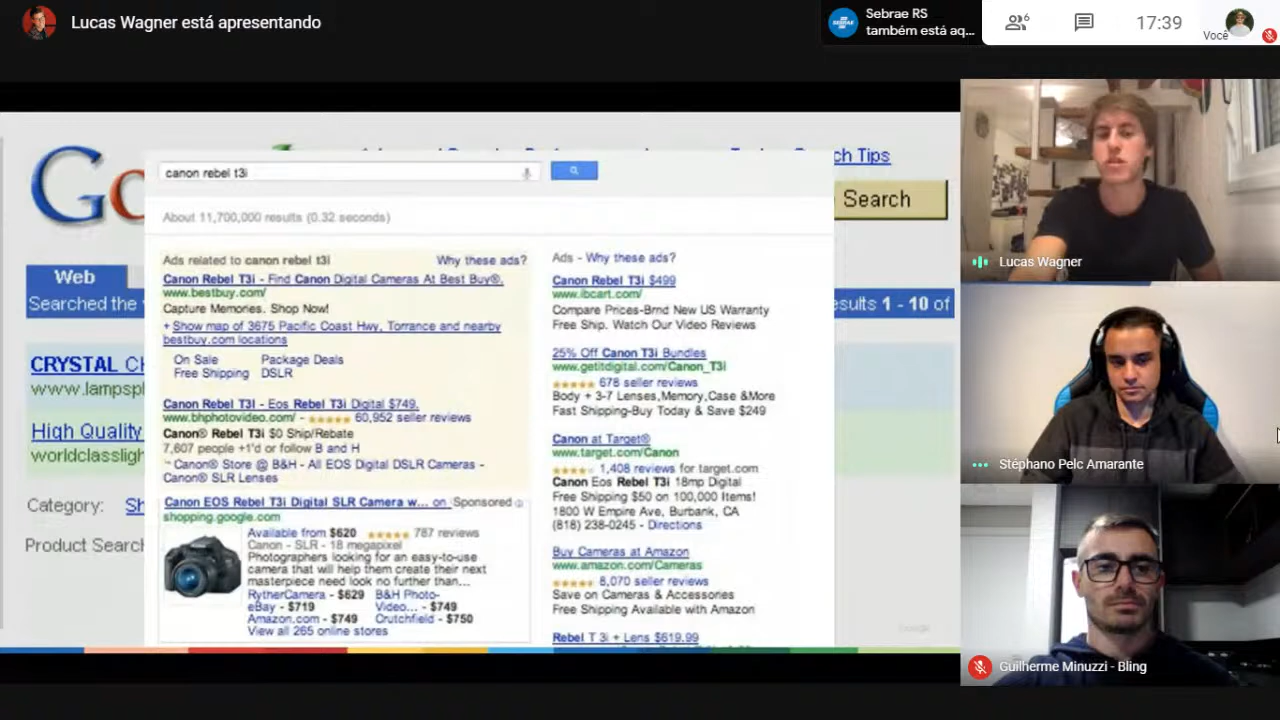 Lucas Wagner está apresentando
Sebrae RS
também está aq...
6
17:39
Você
Go
ch Tips
Search
canon rebel t3i
About 11,700,000 results (0.32 seconds)
Web
Searched the
esults 1 - 10 of
CRYSTAL C
www.lampspl
High Quality
worldclassligh
Category: Sh
Product Search
Ads related to canon rebel t3i Why these ads?
Canon Rebel T3i - Find Canon Digital Cameras At Best Buy®.
www.bestbuy.com/
Capture Memories. Shop Now!
+ Show map of 3675 Pacific Coast Hwy, Torrance and nearby
bestbuy.com locations
On Sale Package Deals
Free Shipping DSLR
Canon Rebel T3I - Eos Rebel T3i Digital $749.
www.bhphotovideo.com/ - ★★★★★ 60,952 seller reviews
Canon® Rebel T3i $0 Ship/Rebate
7,607 people +1'd or follow B and H
Canon® Store @ B&H - All EOS Digital DSLR Cameras -
Canon® SLR Lenses
Canon EOS Rebel T3i Digital SLR Camera w... on Sponsored
shopping.google.com
Available from $620 ★★★★★ 787 reviews
Canon - SLR - 18 megapixel
Photographers looking for an easy-to-use
camera that will help them create their next
masterpiece need look no further than...
RytherCamera - $629 B&H Photo-
eBay - $719 Video... - $749
Amazon.com - $749 Crutchfield - $750
View all 265 online stores
Ads - Why these ads?
Canon Rebel T3i $499
www.ibcart.com/
Compare Prices-Brnd New US Warranty
Free Ship. Watch Our Video Reviews
25% Off Canon T3i Bundles
www.getitdigital.com/Canon_T3i
★★★★★ 678 seller reviews
Body + 3-7 Lenses,Memory,Case &More
Fast Shipping-Buy Today & Save $249
Canon at Target®
www.target.com/Canon
★★★★ 1,408 reviews for target.com
Canon Eos Rebel T3i 18mp Digital
Free Shipping $50 on 100,000 Items!
1800 W Empire Ave, Burbank, CA
(818) 238-0245 - Directions
Buy Cameras at Amazon
www.amazon.com/Cameras
★★★★★ 8,070 seller reviews
Save on Cameras & Accessories
Free Shipping Available with Amazon
Rebel T 3i + Lens $619.99
Lucas Wagner
Stéphano Pelc Amarante
Guilherme Minuzzi - Bling